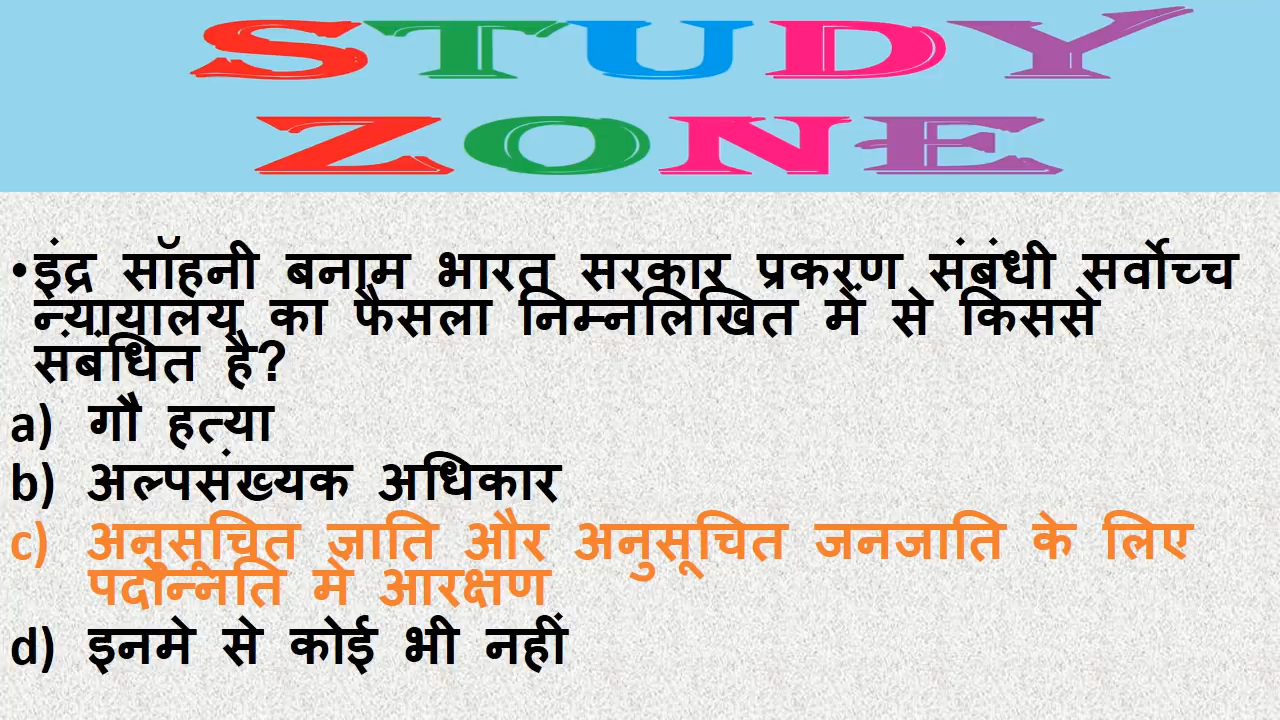 STUDY
ZONE
•इंद्र सॉहनी बनाम भारत सरकार प्रकरण संबंधी सर्वोच्च
न्यायालय का फैसला निम्नलिखित में से किससे
संबंधित है?
a) गौ हत्या
b) अल्पसंख्यक अधिकार
c) अनुसूचित ज्ञाति और अनुसूचित जनजाति के लिए
पदोन्नति मे आरक्षण
d) इनमे से कोई भी नहीं